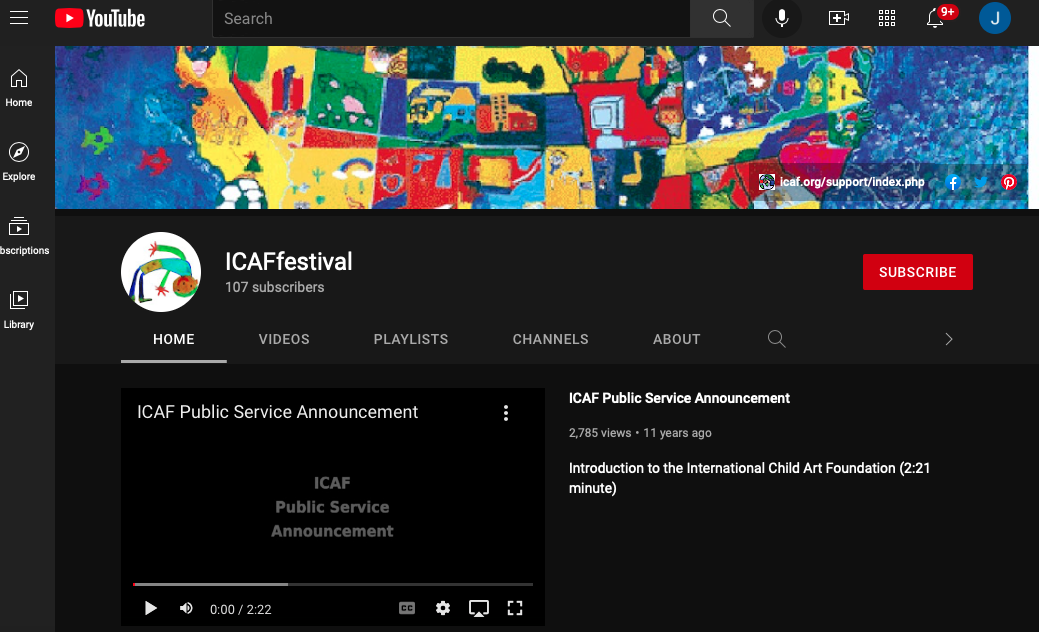 YouTube
Search
9+
J
Home
Explore
bscriptions
Library
icaf.org/support/index.php
ICAFfestival
107 subscribers
SUBSCRIBE
HOME VIDEOS PLAYLISTS CHANNELS ABOUT
ICAF Public Service Announcement
ICAF
Public Service
Announcement
0:00 / 2:22
CC
ICAF Public Service Announcement
2,785 views • 11 years ago
Introduction to the International Child Art Foundation (2:21
minute)